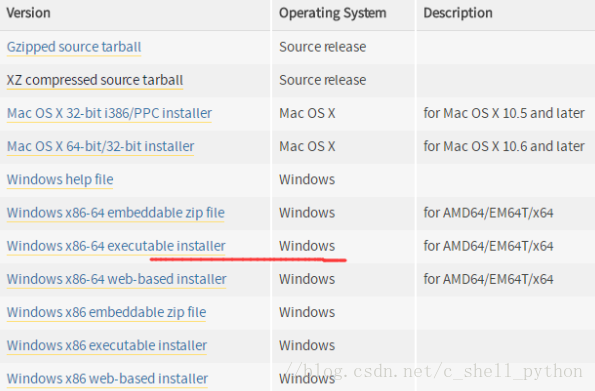 Version Operating System Description
Gzipped source tarball Source release
XZ compressed source tarball Source release
Mac OS X 32-bit i386/PPC installer Mac OS X for Mac OS X 10.5 and later
Mac OS X 64-bit/32-bit installer Mac OS X for Mac OS X 10.6 and later
Windows help file Windows
Windows x86-64 embeddable zip file Windows for AMD64/EM64T/x64
Windows x86-64 executable installer Windows for AMD64/EM64T/x64
Windows x86-64 web-based installer Windows for AMD64/EM64T/x64
Windows x86 embeddable zip file Windows
Windows x86 executable installer Windows
Windows x86 web-based installer Windows
//blog.csdn.net/c_shell_python